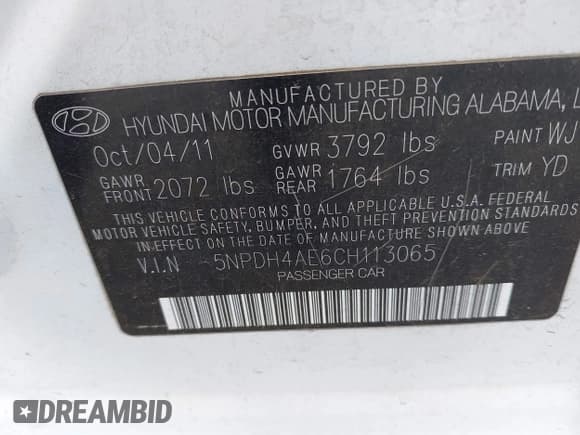 MANUFACTURED BY
HYUNDAI MOTOR MANUFACTURING ALABAMA, L
Oct/04/11 GVWR 3792 lbs PAINT WJ
GAWR FRONT 2072 lbs GAWR REAR 1764 lbs TRIM YD
THIS VEHICLE CONFORMS TO ALL APPLICABLE U.S.A. FEDERAL
MOTOR VEHICLE SAFETY, BUMPER, AND THEFT PREVENTION STANDARDS
IN EFFECT ON THE DATE OF MANUFACTURE SHOWN ABOVE
V.I.N 5NPDH4AE6CH113065
PASSENGER CAR
DREAMBID